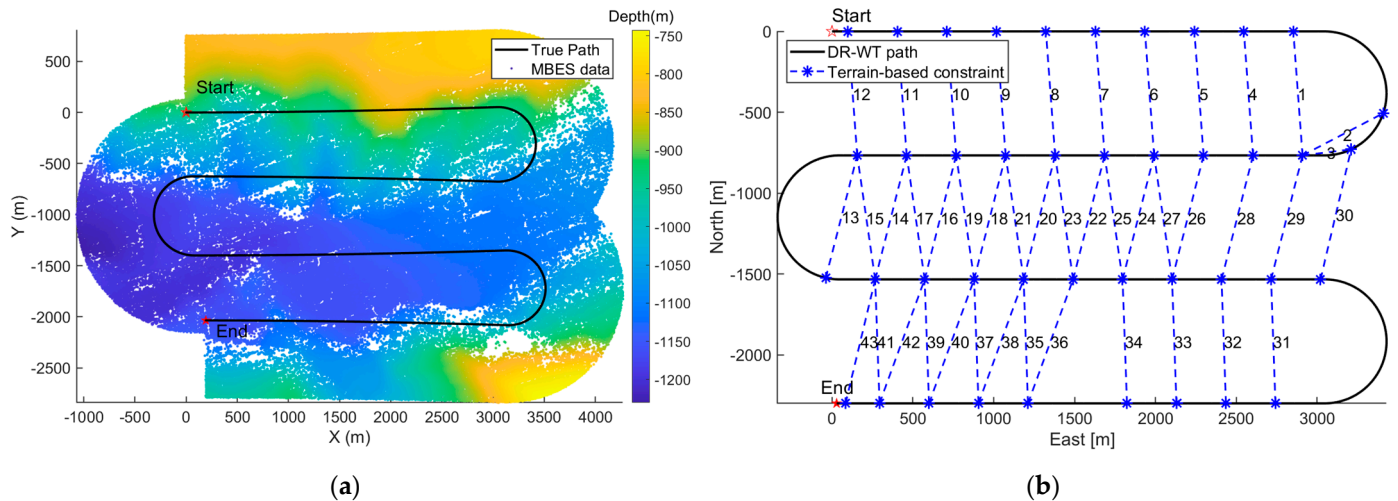 Depth(m)
True Path
MBES data
Start
End
500
0
-500
-1000
-1500
-2000
-2500
Y (m)
-1000 -500 0 500 1000 1500 2000 2500 3000 3500 4000
X (m)
-750
-800
-850
-900
-950
-1000
-1050
-1100
-1150
-1200
(a)
Start
DR-WT path
Terrain-based constraint
12 11 10 9 8 7 6 5 4 1
2
3
13 15 14 17 16 19 18 21 20 23 22 25 24 27 26 28 29 30
43 41 42 39 40 37 38 35 36 34 33 32 31
End
0
-500
-1000
-1500
-2000
North [m]
0 500 1000 1500 2000 2500 3000
East [m]
(b)